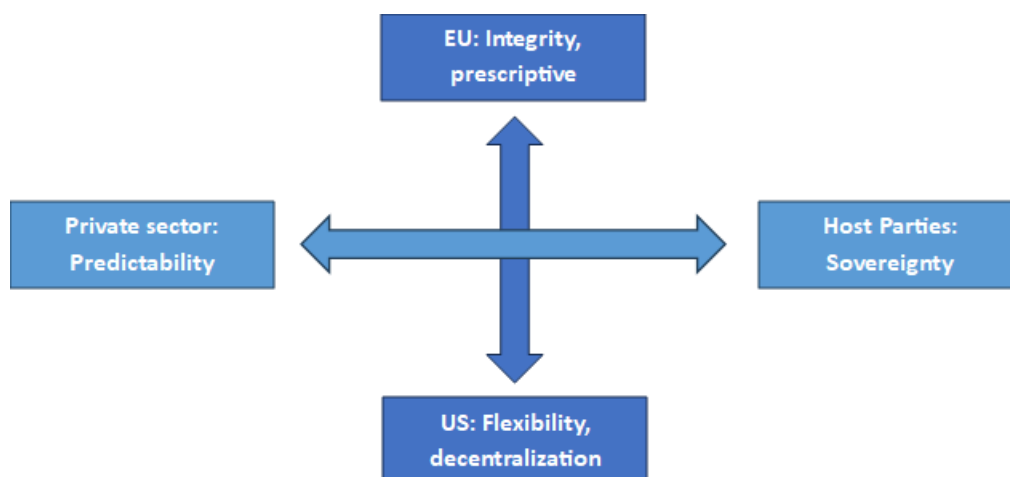 EU: Integrity,
prescriptive
Private sector:
Predictability
Host Parties:
Sovereignty
US: Flexibility,
decentralization